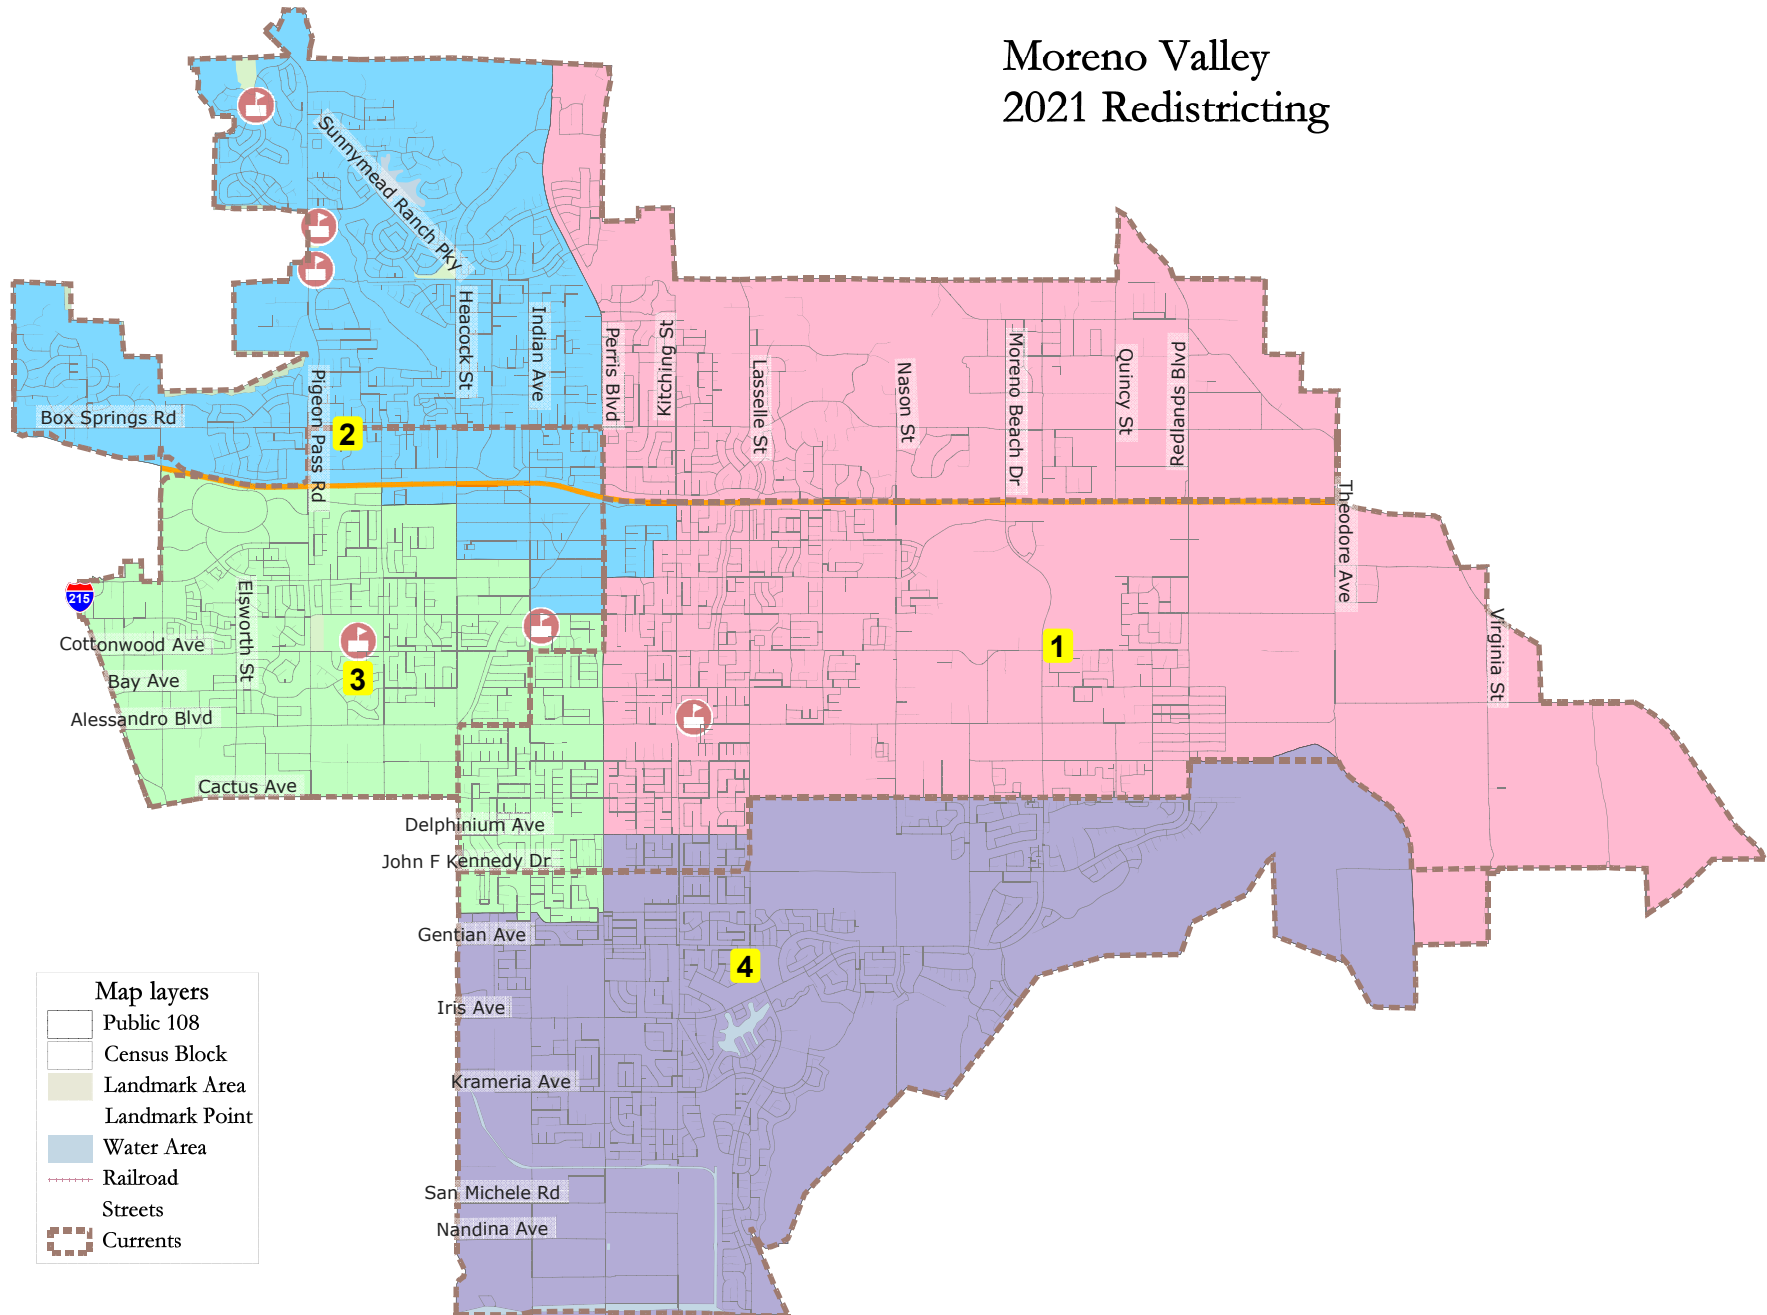 Moreno Valley
2021 Redistricting
Sunnymead Ranch Pky
Heacock St
Indian Ave
Perris Blvd
Kitching St
Lasselle St
Nason St
Moreno Beach Dr
Quincy St
Redlands Blvd
Pigeon Pass Rd
Box Springs Rd
2
Theodore Ave
215
Elsworth St
Cottonwood Ave
1
Virginia St
Bay Ave
3
Alessandro Blvd
Cactus Ave
Delphinium Ave
John F Kennedy Dr
Gentian Ave
4
Iris Ave
Krameria Ave
San Michele Rd
Nandina Ave
Map layers
Public 108
Census Block
Landmark Area
Landmark Point
Water Area
Railroad
Streets
Currents